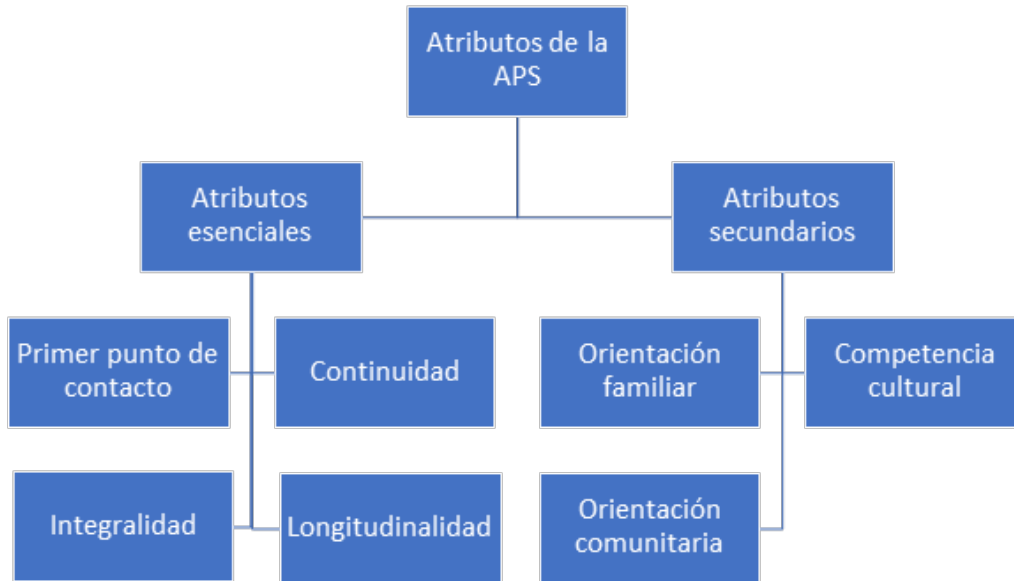 Atributos de la
APS
Atributos
esenciales
Atributos
secundarios
Primer punto de
contacto
Continuidad
Orientación
familiar
Competencia
cultural
Integralidad
Longitudinalidad
Orientación
comunitaria